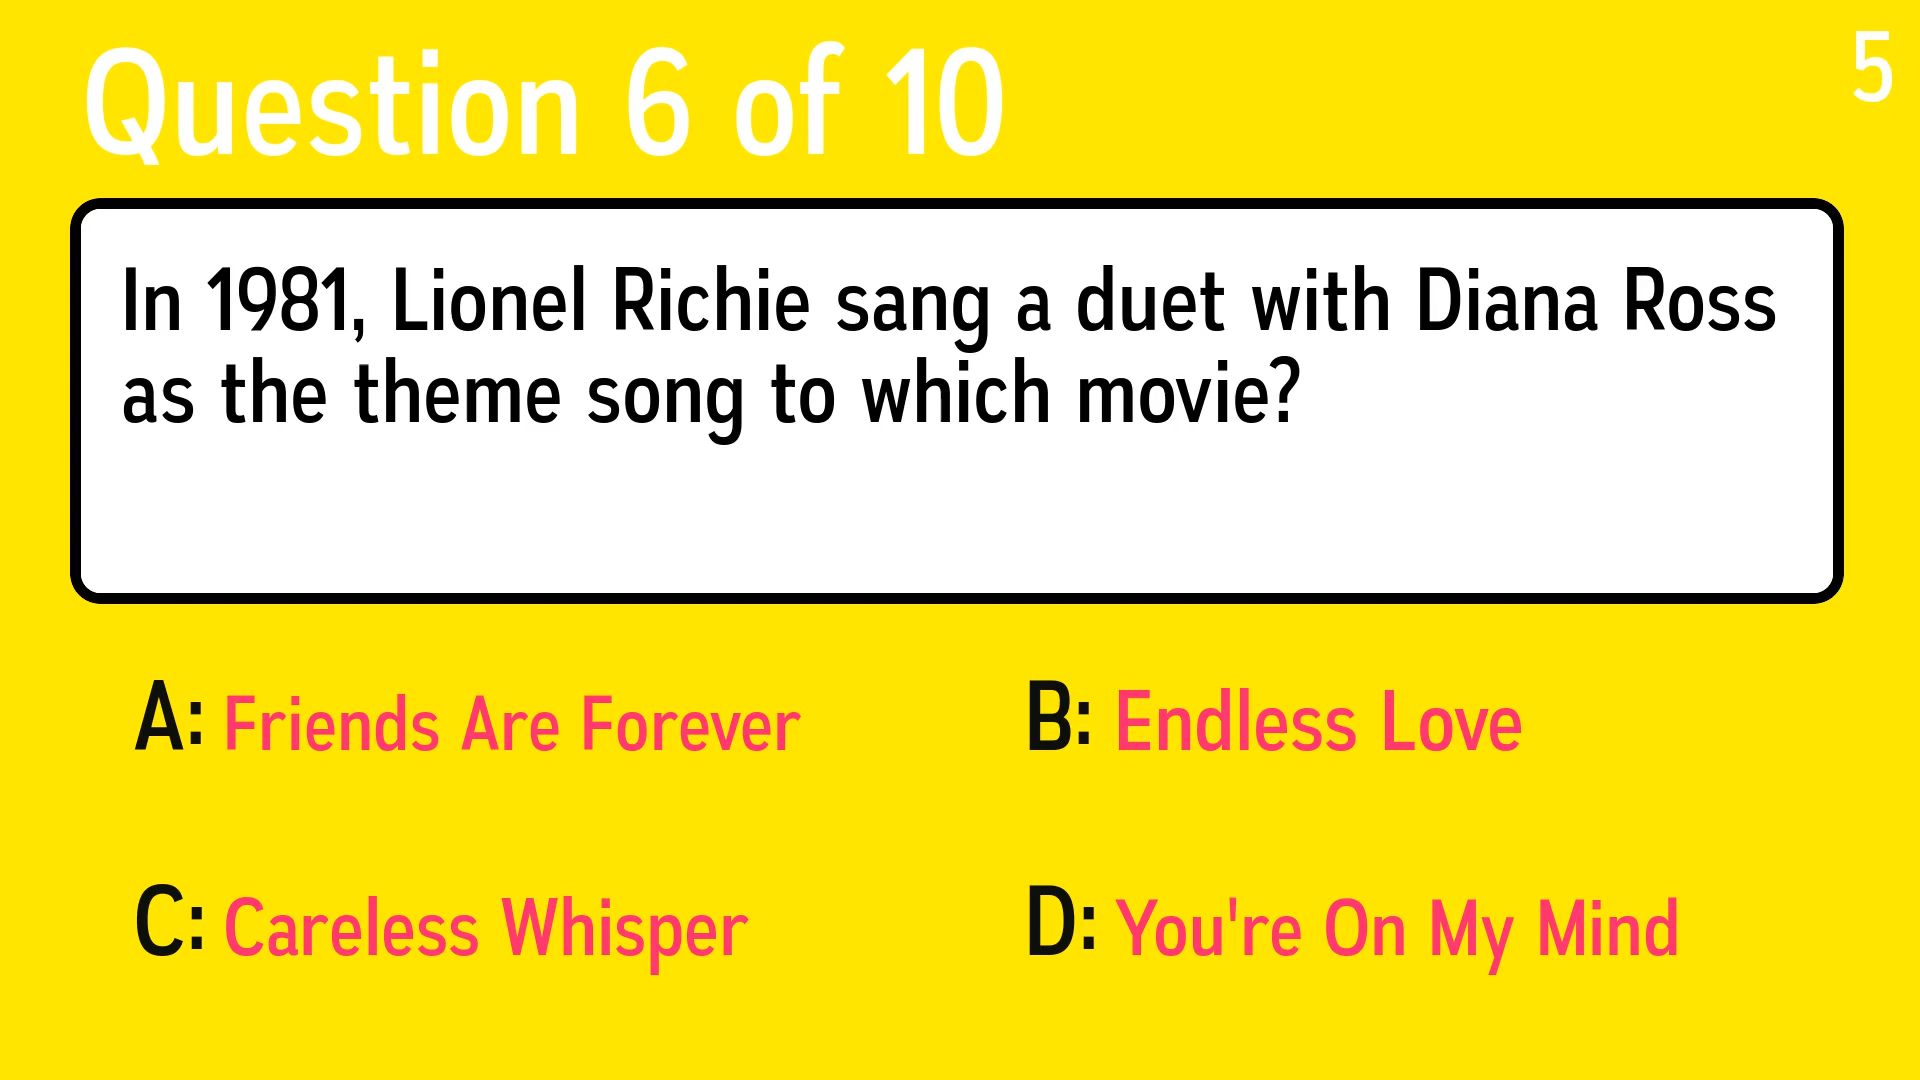 Question 6 of 10
5
In 1981, Lionel Richie sang a duet with Diana Ross
as the theme song to which movie?
A: Friends Are Forever
B: Endless Love
C: Careless Whisper
D: You're On My Mind